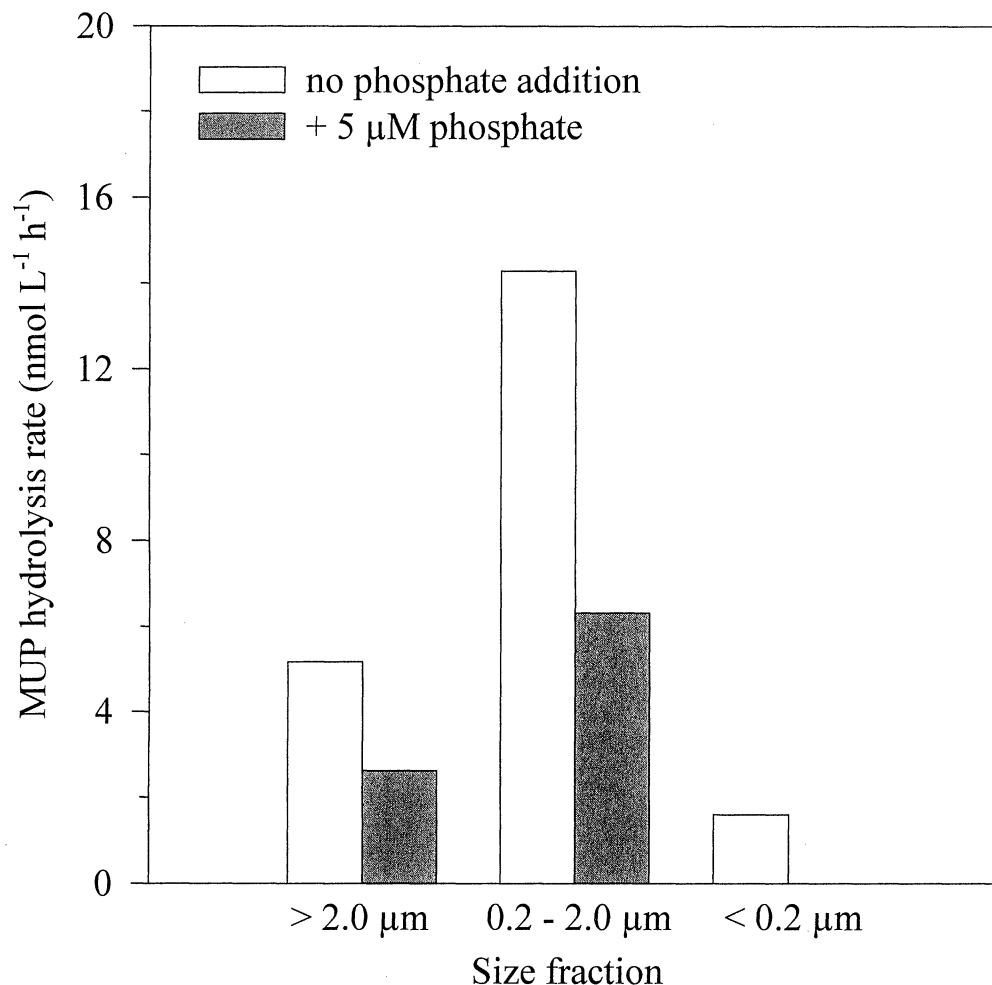 20
no phosphate addition
+ 5 µM phosphate
16
12
8
4
0
MUP hydrolysis rate (nmol L⁻¹ h⁻¹)
> 2.0 µm
0.2 - 2.0 µm
< 0.2 µm
Size fraction